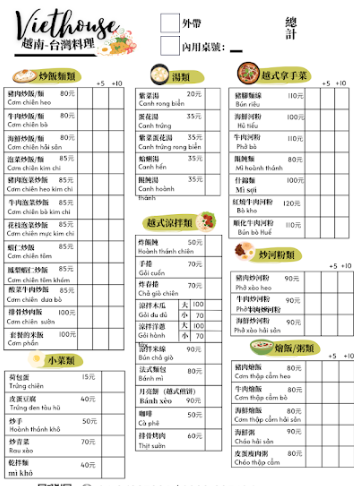 Viethouse
越南-台灣料理
外帶
內用桌號:
總計
炒飯麵類
+5 +10
豬肉炒飯/麵 80元
Cơm chiên heo
牛肉炒飯/麵 80元
Cơm chiên bò
海鮮炒飯/麵 80元
Cơm chiên hải sản
泡菜炒飯/麵 85元
Cơm chiên kim chi
豬肉泡菜炒飯 85元
Cơm chiên heo kim chi
牛肉泡菜炒飯 85元
Cơm chiên bò kim chi
花枝泡菜炒飯 85元
Cơm chiên mực kim chi
蝦仁炒飯 85元
Cơm chiên tôm
鳳梨蝦仁炒飯 85元
Cơm chiên tôm khóm
酸菜牛肉炒飯 85元
Cơm chiên dưa bò
排骨炒肉飯 100元
Cơm chiên sườn
套餐的米飯 100元
Cơm phần
小菜類
荷包蛋 15元
Trứng chiên
皮蛋豆腐 40元
Trứng đen tàu hũ
炒手 50元
Hoành thánh khô
炒青菜 70元
Rau xào
乾拌麵 40元
mì khô
湯類
紫菜湯 20元
Canh rong biển
蛋花湯 35元
Canh trứng
紫菜蛋花湯 35元
Canh trứng rong biển
蛤蜊湯 35元
Canh hến
餛飩湯 35元
Canh hoành
thánh
越式涼拌類
炸餛飩 50元
Hoành thánh chiên
手捲 70元
Gỏi cuốn
炸春捲 70元
Chả giò chiên
涼拌木瓜 大 100
Gỏi đu đủ 小 70
涼拌洋蔥 大 100
Gỏi hành 小 70
涼拌米線 90元
Bún chả giò
法式麵包 80元
Bánh mì
月亮餅(越式煎餅)
Bánh xèo 90元
咖啡 50元
Cà phê
排骨烤肉 60元
Thịt sườn
越式拿手菜
+5 +10
豬腳麵線 110元
Bún riêu
海鮮河粉 100元
Hủ tiếu
牛肉河粉 110元
Phở bò
餛飩麵 80元
Mì hoành thánh
什錦麵 100元
Mì sợi
紅燒牛肉河粉 120元
Bò kho
順化牛肉河粉 110元
Bún bò Huế
炒河粉類
+5 +10
豬肉炒河粉 90元
Phở xào heo
牛肉炒河粉 90元
海鮮炒河粉 90元
Phở xào hải sản
燴飯/粥類
+5 +10
豬肉燴飯 80元
Cơm thập cẩm heo
牛肉燴飯 80元
Cơm thập cẩm bò
海鮮燴飯 80元
Cơm thập cẩm hải sản
海鮮粥 90元
Cháo hải sản
皮蛋瘦肉粥 80元
Cháo thập cẩm